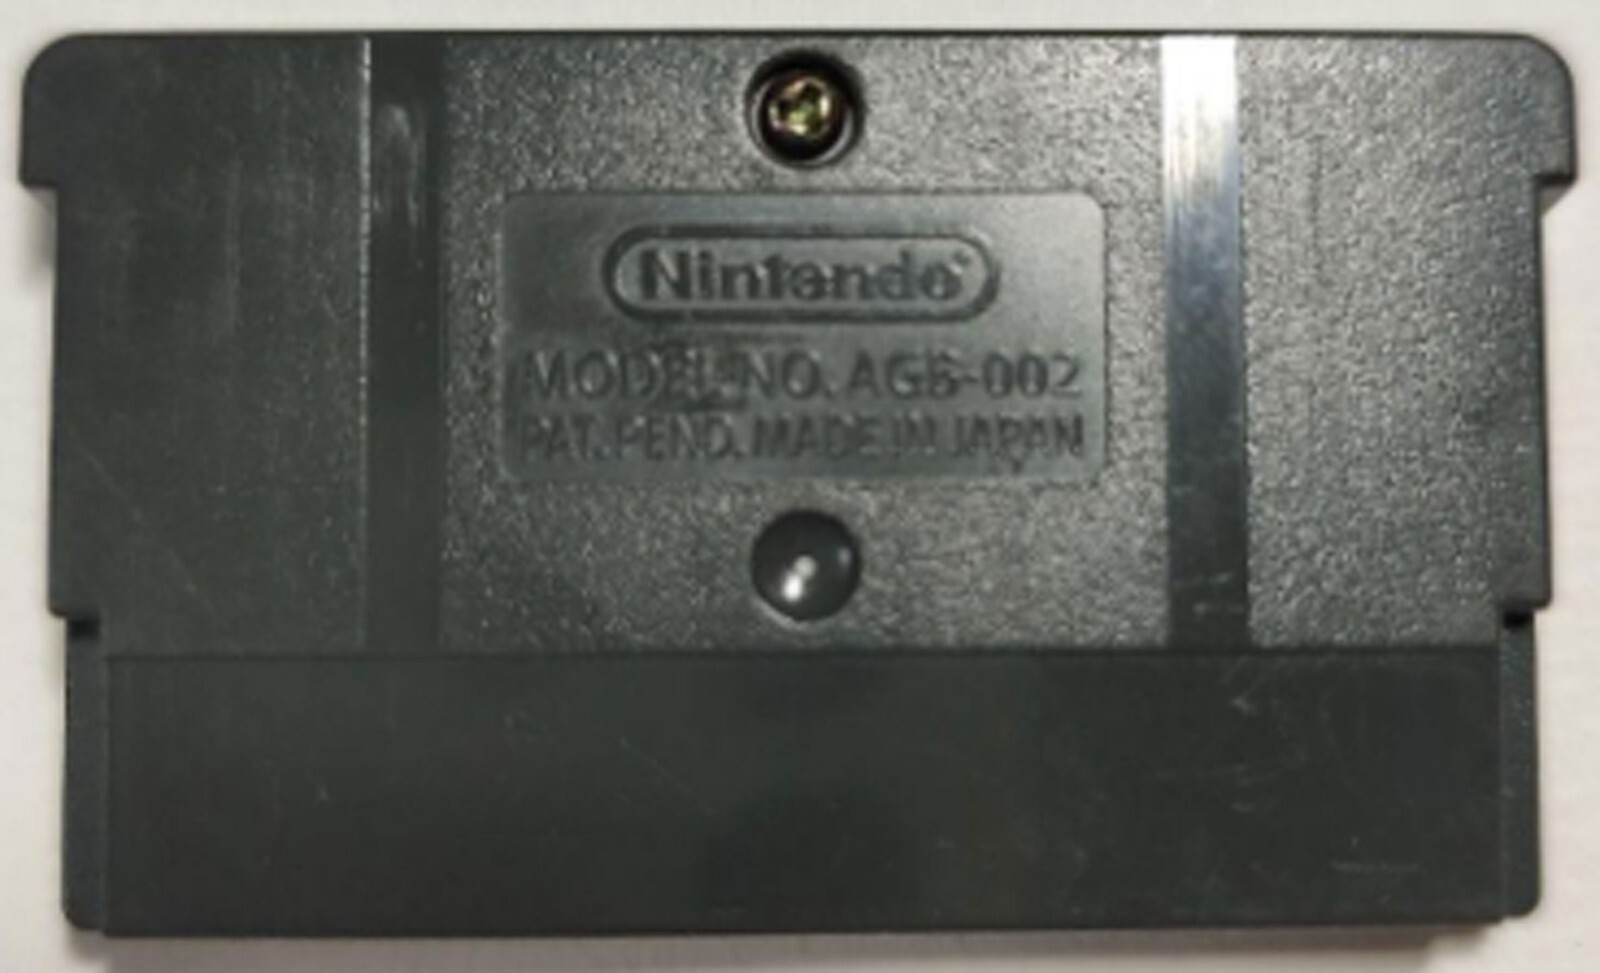 Nintendo
MODEL NO. AGB-002
PAT. PEND. MADE IN JAPAN